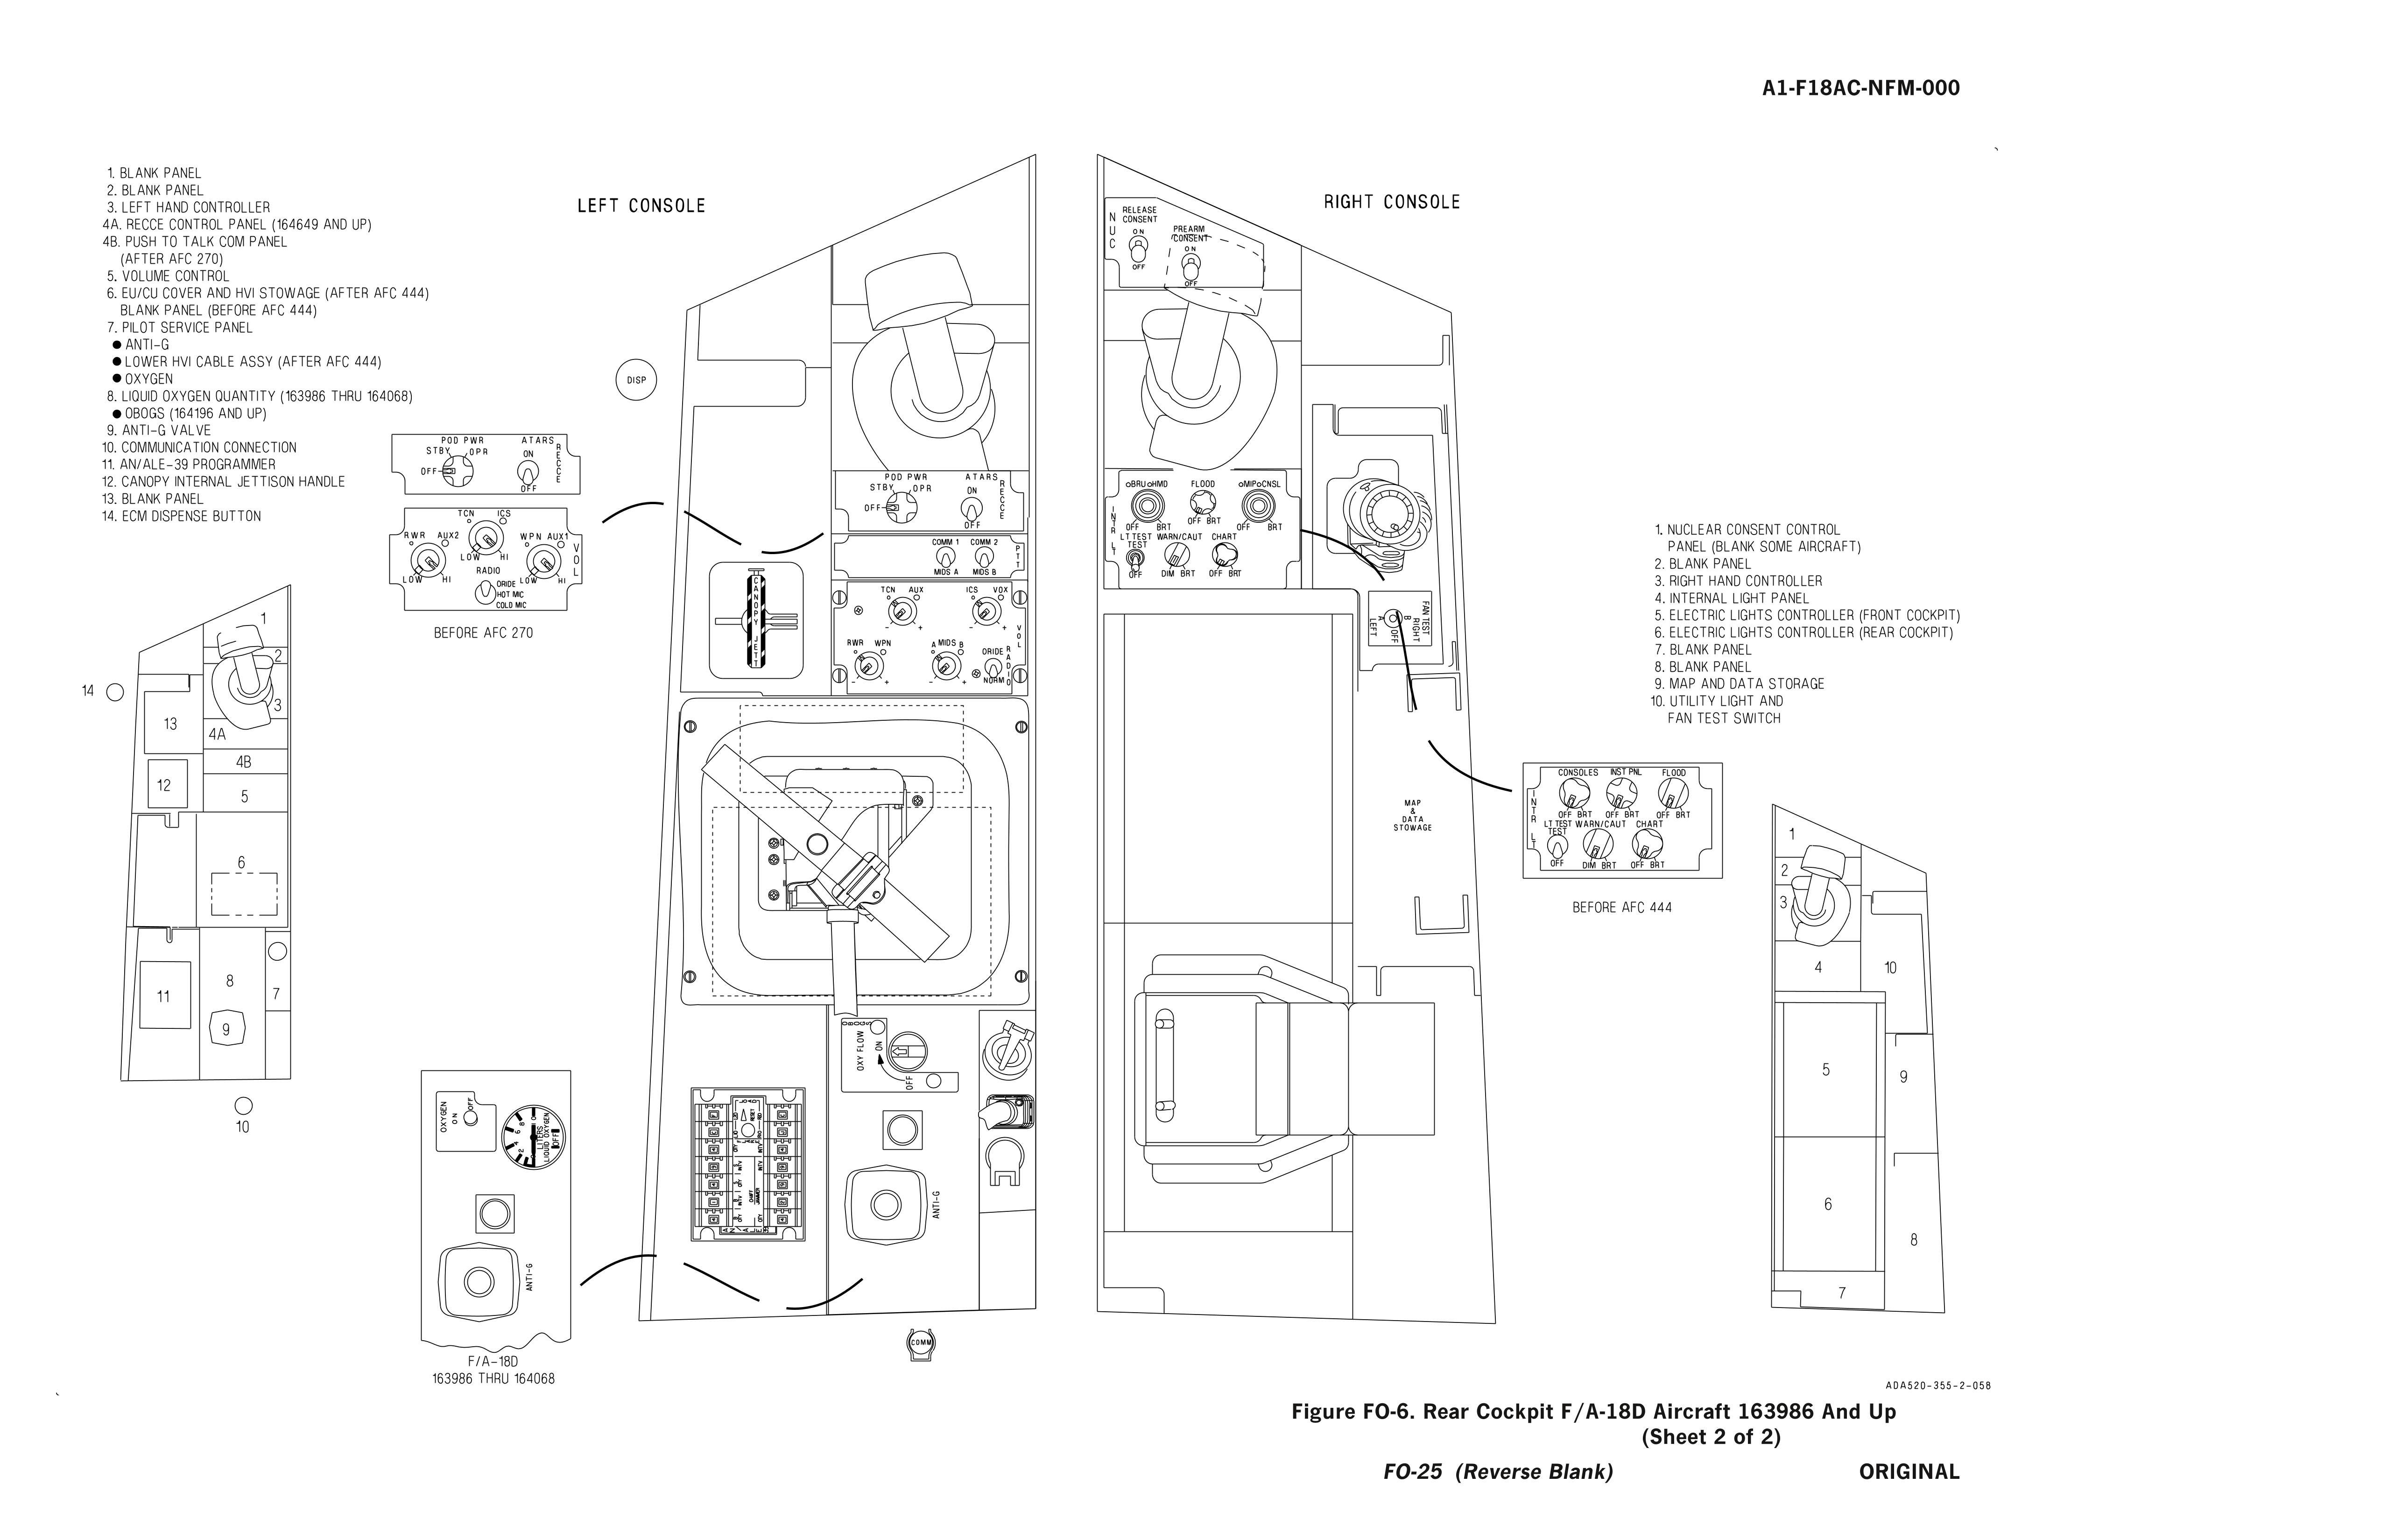 A1-F18AC-NFM-000
1. BLANK PANEL
2. BLANK PANEL
3. LEFT HAND CONTROLLER
4A. RECCE CONTROL PANEL (164649 AND UP)
4B. PUSH TO TALK COM PANEL
(AFTER AFC 270)
5. VOLUME CONTROL
6. EU/CU COVER AND HVI STOWAGE (AFTER AFC 444)
BLANK PANEL (BEFORE AFC 444)
7. PILOT SERVICE PANEL
● ANTI-G
● LOWER HVI CABLE ASSY (AFTER AFC 444)
● OXYGEN
8. LIQUID OXYGEN QUANTITY (163986 THRU 164068)
● OBOGS (164196 AND UP)
9. ANTI-G VALVE
10. COMMUNICATION CONNECTION
11. AN/ALE-39 PROGRAMMER
12. CANOPY INTERNAL JETTISON HANDLE
13. BLANK PANEL
14. ECM DISPENSE BUTTON
LEFT CONSOLE
DISP
POD PWR
ATARS
STBY
OPR
ON
OFF
OFF
RECCE
TCN
ICS
RWR
AUX2
WPN
AUX1
VOL
LOW
HI
LOW
HI
LOW
HI
RADIO
ORIDE
HOT MIC
COLD MIC
BEFORE AFC 270
1
2
3
4A
4B
5
6
7
8
9
10
11
12
13
14
POD PWR
ATARS
STBY
OPR
ON
OFF
OFF
RECCE
COMM 1
COMM 2
MIDS A
MIDS B
PTT
CANOPY JETT
TCN
AUX
ICS
VOX
-
+
-
+
VOL
RWR
WPN
A MIDS B
ORIDE
NORM
RADIO
-
+
-
+
OBOGS
OXY FLOW
ON
OFF
ANTI-G
LOAD
RESET
CHAFF
JAMMER
COMM
OXYGEN
ON
OFF
0
2
4
6
8
LITERS
LIQUID OXYGEN
OFF
ANTI-G
F/A-18D
163986 THRU 164068
RIGHT CONSOLE
NUC
RELEASE
CONSENT
ON
OFF
PREARM
CONSENT
ON
OFF
BRU
HMD
FLOOD
MIP
CNSL
OFF
BRT
OFF BRT
OFF
BRT
INTR LT
LT TEST
TEST
OFF
WARN/CAUT
DIM BRT
CHART
OFF BRT
FAN TEST
RIGHT
B
OFF
A
LEFT
MAP
&
DATA
STOWAGE
1. NUCLEAR CONSENT CONTROL
PANEL (BLANK SOME AIRCRAFT)
2. BLANK PANEL
3. RIGHT HAND CONTROLLER
4. INTERNAL LIGHT PANEL
5. ELECTRIC LIGHTS CONTROLLER (FRONT COCKPIT)
6. ELECTRIC LIGHTS CONTROLLER (REAR COCKPIT)
7. BLANK PANEL
8. BLANK PANEL
9. MAP AND DATA STORAGE
10. UTILITY LIGHT AND
FAN TEST SWITCH
CONSOLES
INST PNL
FLOOD
OFF BRT
OFF BRT
OFF BRT
INTR LT
LT TEST
TEST
OFF
WARN/CAUT
DIM BRT
CHART
OFF BRT
BEFORE AFC 444
1
2
3
4
10
5
9
6
8
7
ADA520-355-2-058
Figure FO-6. Rear Cockpit F/A-18D Aircraft 163986 And Up
(Sheet 2 of 2)
FO-25 (Reverse Blank)
ORIGINAL